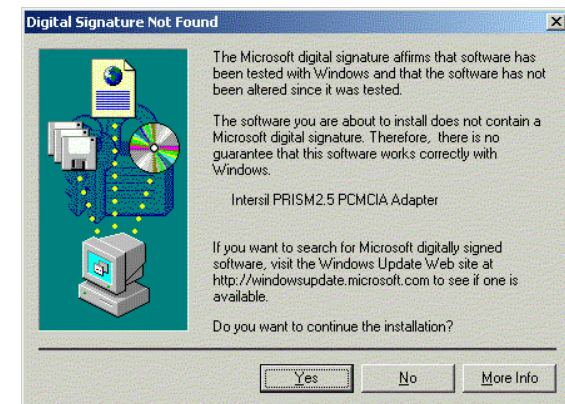 Digital Signature Not Found
The Microsoft digital signature affirms that software has
been tested with Windows and that the software has not
been altered since it was tested.
The software you are about to install does not contain a
Microsoft digital signature. Therefore, there is no
guarantee that this software works correctly with
Windows.
Intersil PRISM2.5 PCMCIA Adapter
If you want to search for Microsoft digitally signed
software, visit the Windows Update Web site at
http://windowsupdate.microsoft.com to see if one is
available.
Do you want to continue the installation?
Yes No More Info